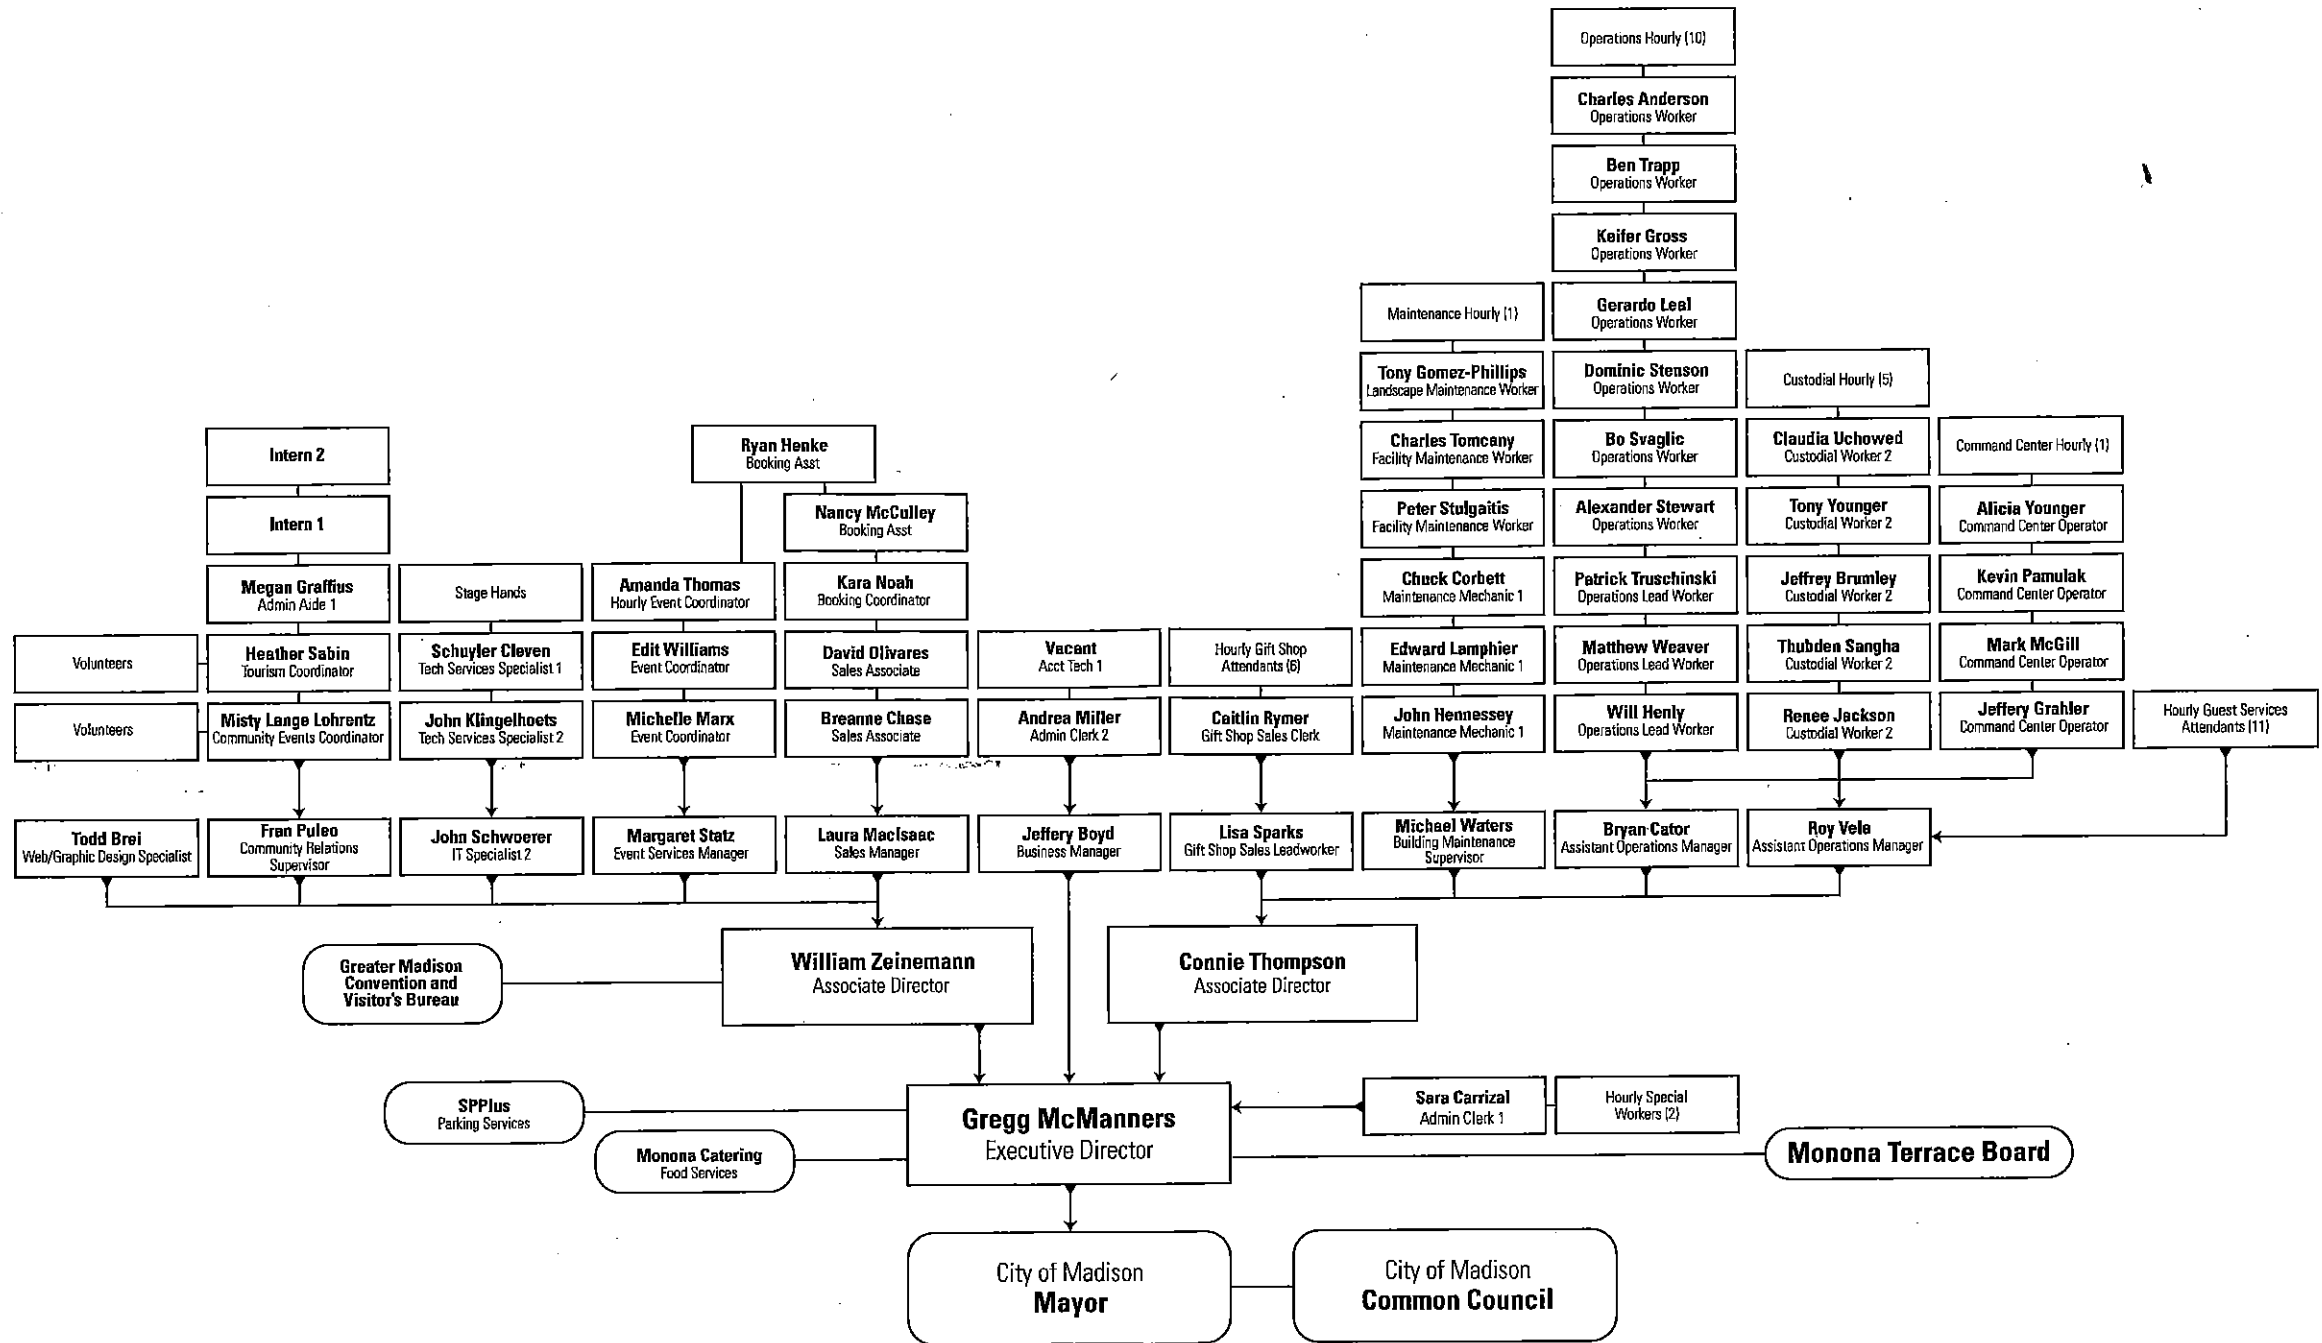 Operations Hourly (10)
Charles Anderson
Operations Worker
Ben Trapp
Operations Worker
Keifer Gross
Operations Worker
Maintenance Hourly (1)
Gerardo Leal
Operations Worker
Tony Gomez-Phillips
Landscape Maintenance Worker
Dominic Stenson
Operations Worker
Custodial Hourly (5)
Intern 2
Ryan Henke
Booking Asst
Charles Tomcany
Facility Maintenance Worker
Bo Svaglic
Operations Worker
Claudia Uchowed
Custodial Worker 2
Command Center Hourly (1)
Intern 1
Nancy McCulley
Booking Asst
Peter Stulgaitis
Facility Maintenance Worker
Alexander Stewart
Operations Worker
Tony Younger
Custodial Worker 2
Alicia Younger
Command Center Operator
Megan Graffius
Admin Aide 1
Stage Hands
Amanda Thomas
Hourly Event Coordinator
Kara Noah
Booking Coordinator
Chuck Corbett
Maintenance Mechanic 1
Patrick Truschinski
Operations Lead Worker
Jeffrey Brumley
Custodial Worker 2
Kevin Pamulak
Command Center Operator
Volunteers
Heather Sabin
Tourism Coordinator
Schuyler Cleven
Tech Services Specialist 1
Edit Williams
Event Coordinator
David Olivares
Sales Associate
Vacant
Acct Tech 1
Hourly Gift Shop
Attendants (6)
Edward Lamphier
Maintenance Mechanic 1
Matthew Weaver
Operations Lead Worker
Thubden Sangha
Custodial Worker 2
Mark McGill
Command Center Operator
Volunteers
Misty Lange Lohrentz
Community Events Coordinator
John Klingelhoets
Tech Services Specialist 2
Michelle Marx
Event Coordinator
Breanne Chase
Sales Associate
Andrea Miller
Admin Clerk 2
Caitlin Rymer
Gift Shop Sales Clerk
John Hennessey
Maintenance Mechanic 1
Will Henly
Operations Lead Worker
Renee Jackson
Custodial Worker 2
Jeffery Grahler
Command Center Operator
Hourly Guest Services
Attendants (11)
Todd Brei
Web/Graphic Design Specialist
Fran Puleo
Community Relations
Supervisor
John Schwoerer
IT Specialist 2
Margaret Statz
Event Services Manager
Laura MacIsaac
Sales Manager
Jeffery Boyd
Business Manager
Lisa Sparks
Gift Shop Sales Leadworker
Michael Waters
Building Maintenance
Supervisor
Bryan Cator
Assistant Operations Manager
Roy Vela
Assistant Operations Manager
Greater Madison
Convention and
Visitor's Bureau
William Zeinemann
Associate Director
Connie Thompson
Associate Director
SPPlus
Parking Services
Gregg McManners
Executive Director
Sara Carrizal
Admin Clerk 1
Hourly Special
Workers (2)
Monona Catering
Food Services
Monona Terrace Board
City of Madison
Mayor
City of Madison
Common Council